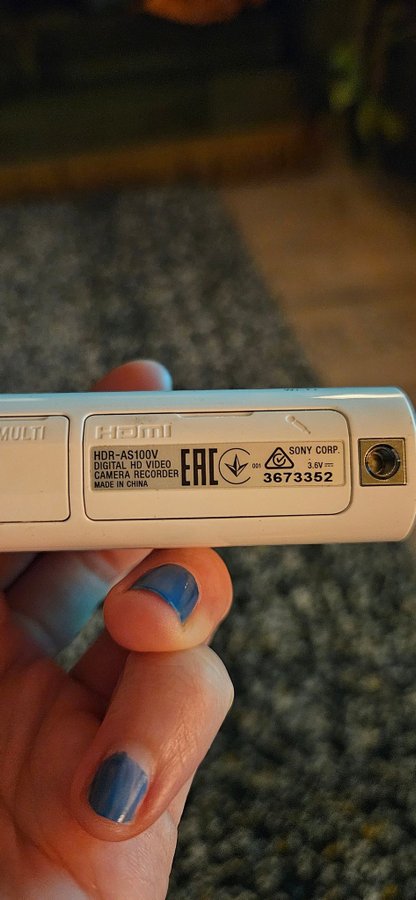 MULTI
HDMI
HDR-AS100V
DIGITAL HD VIDEO
CAMERA RECORDER
MADE IN CHINA
EAC
001
SONY CORP.
3.6V⎓
3673352